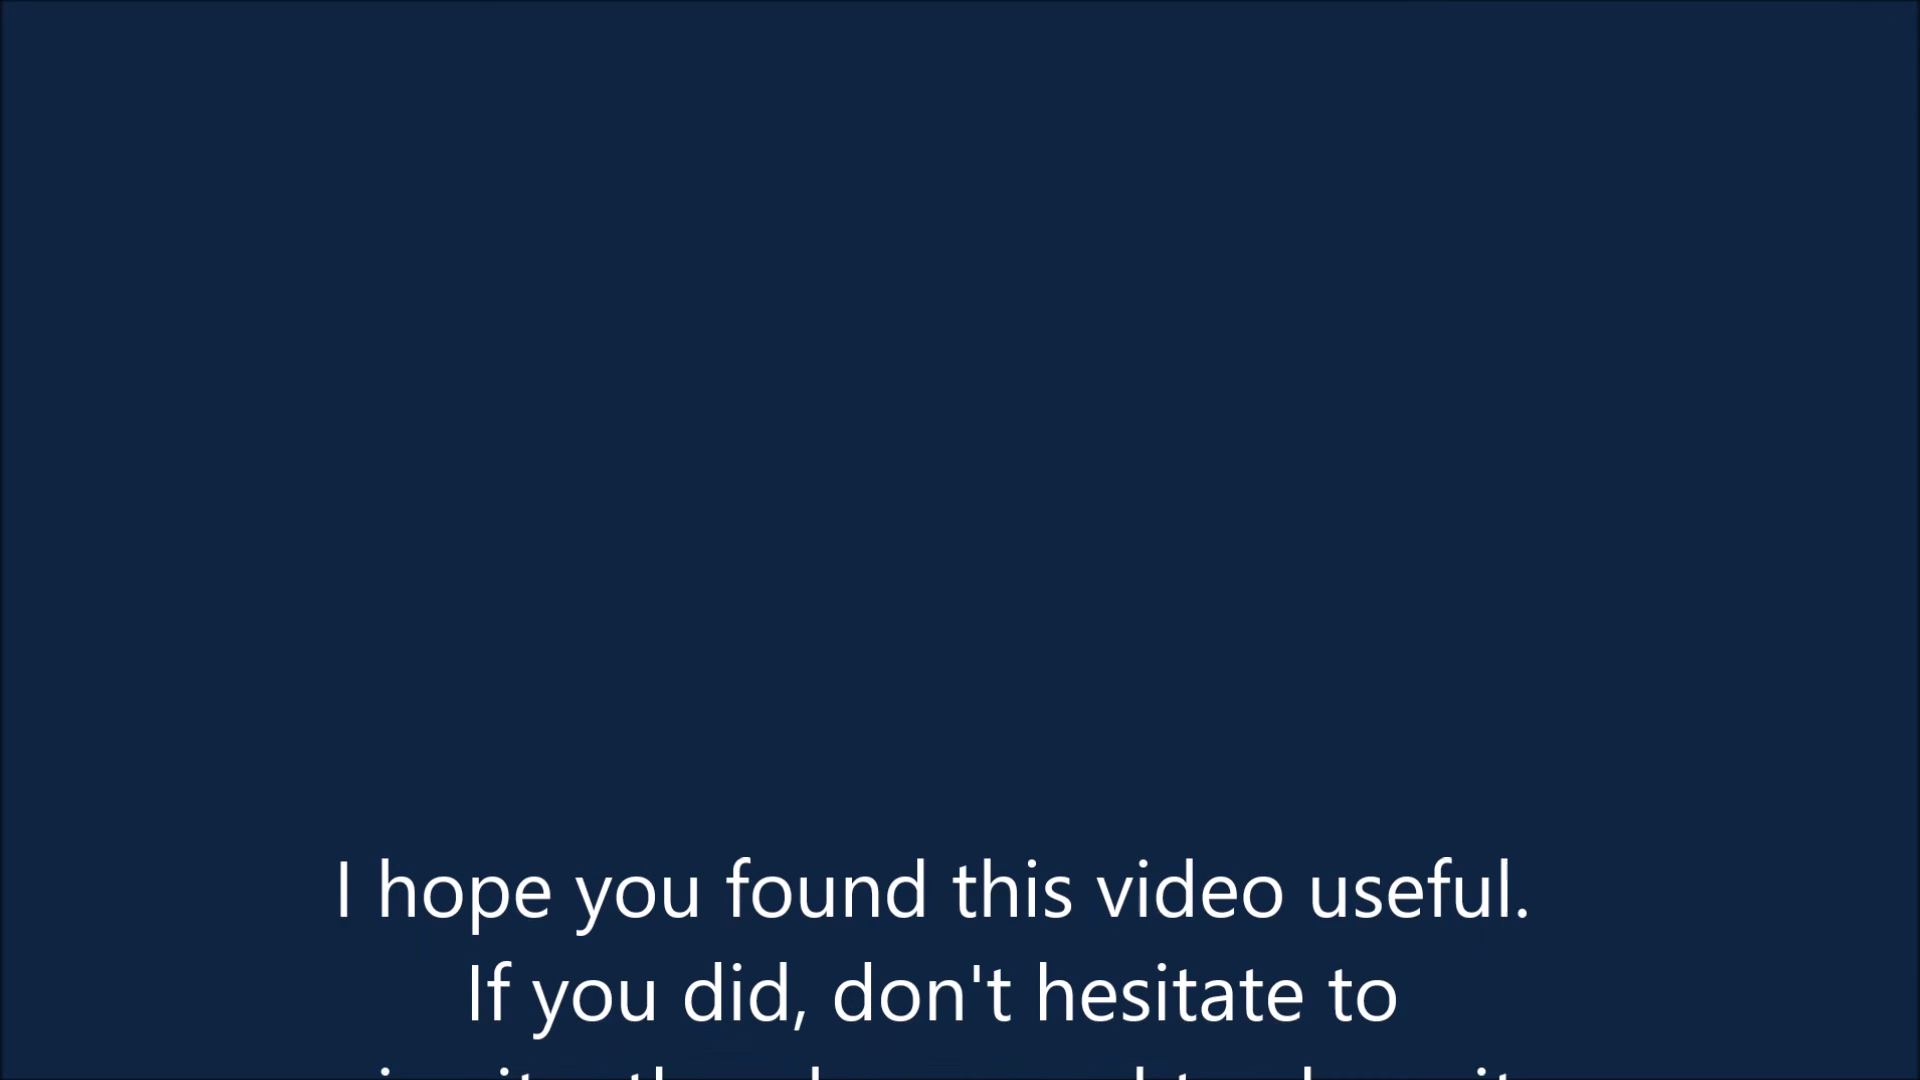 I hope you found this video useful.
If you did, don't hesitate to